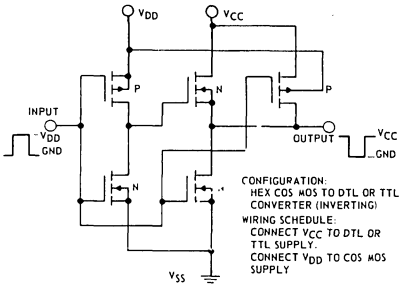 VDD
VCC
P
N
P
INPUT
VDD
GND
OUTPUT
VCC
GND
N
CONFIGURATION:
HEX COS MOS TO DTL OR TTL
CONVERTER (INVERTING)
WIRING SCHEDULE:
CONNECT VCC TO DTL OR
TTL SUPPLY.
CONNECT VDD TO COS MOS
SUPPLY
VSS